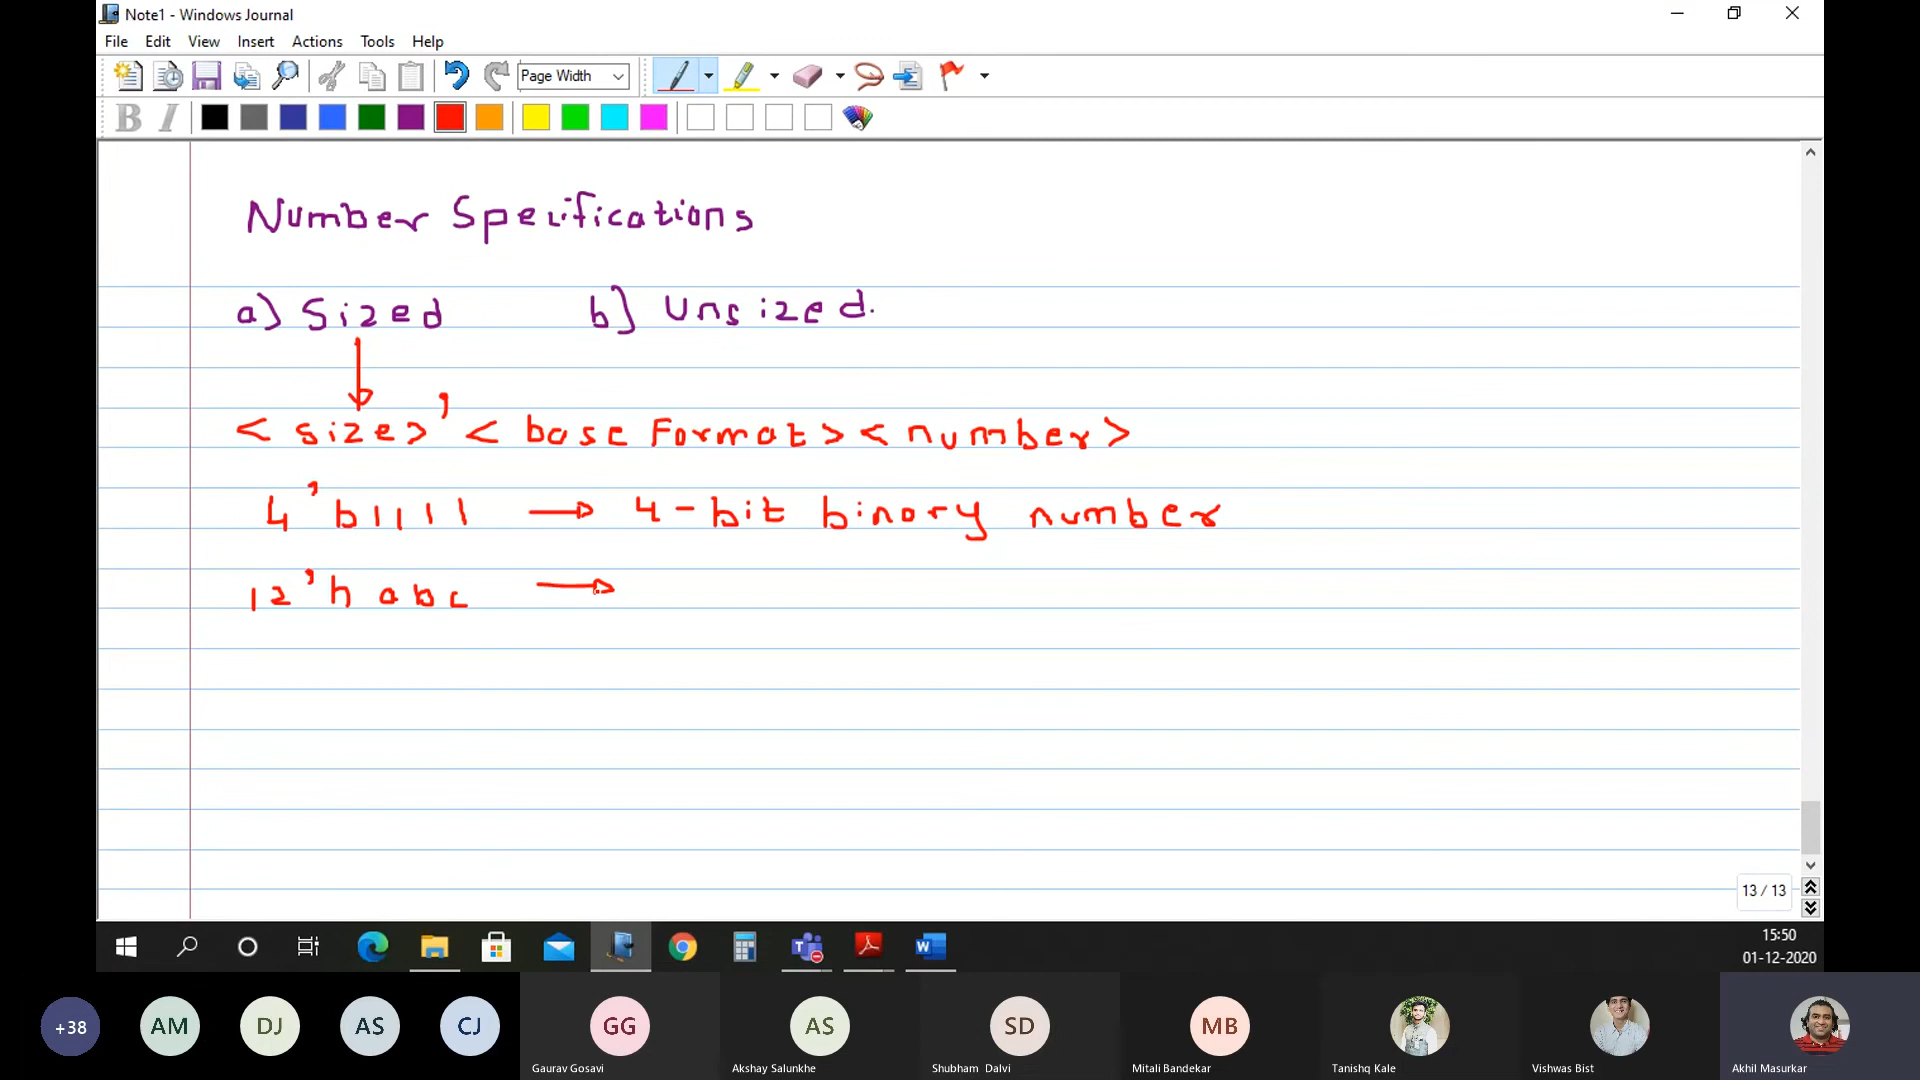 Note1 - Windows Journal
File Edit View Insert Actions Tools Help
Page Width
B I
Number Specifications
a) Sized b) Unsized.
< size>'< base Format> < number>
4'b1111 → 4-bit binary number
12'h abc →
13 / 13
15:50
01-12-2020
+38 AM DJ AS CJ GG AS SD MB
Gaurav Gosavi Akshay Salunkhe Shubham Dalvi Mitali Bandekar Tanishq Kale Vishwas Bist Akhil Masurkar